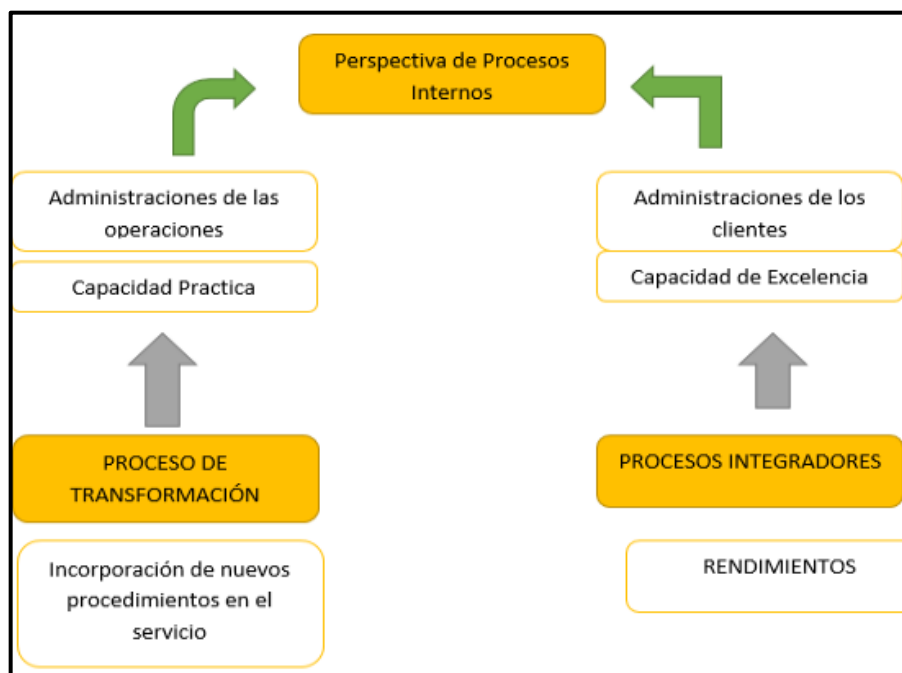 Perspectiva de Procesos
Internos
Administraciones de las
operaciones
Capacidad Practica
Administraciones de los
clientes
Capacidad de Excelencia
PROCESO DE
TRANSFORMACIÓN
Incorporación de nuevos
procedimientos en el
servicio
PROCESOS INTEGRADORES
RENDIMIENTOS